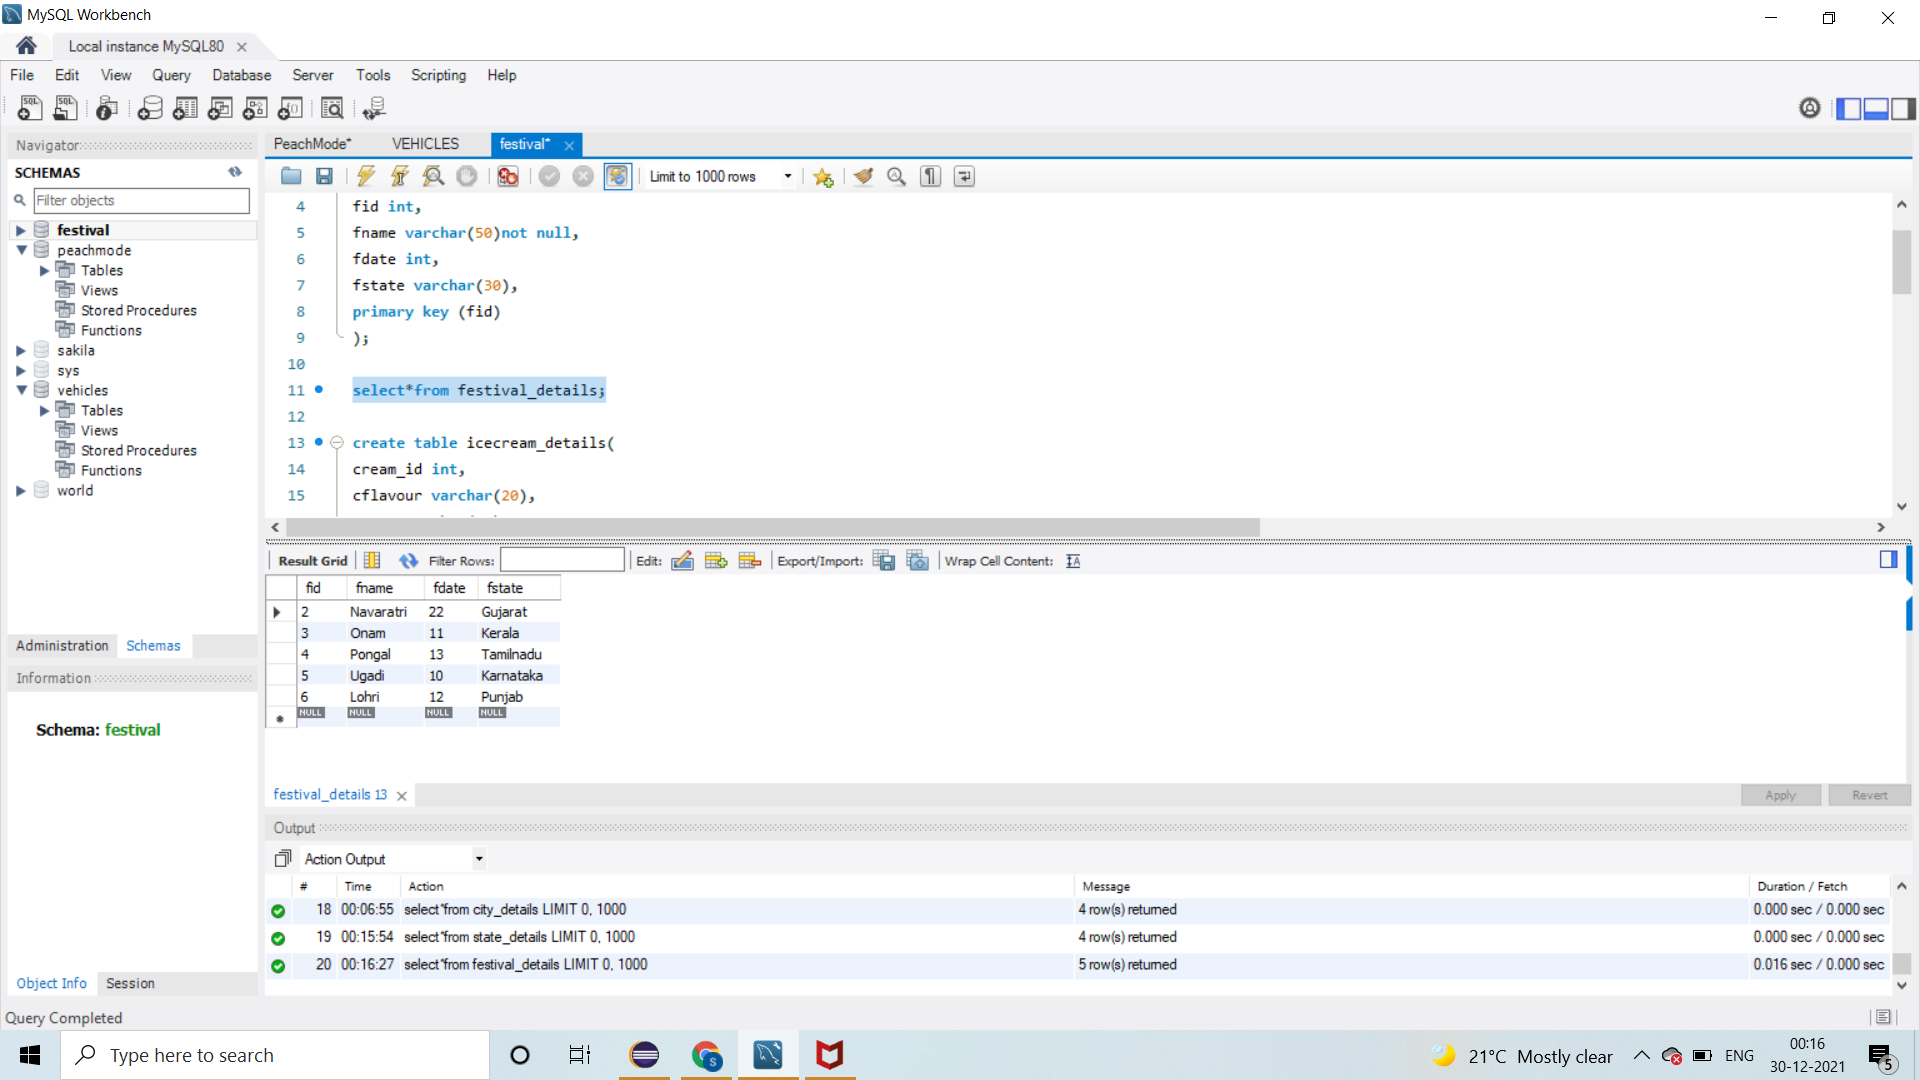 MySQL Workbench
Local instance MySQL80
File Edit View Query Database Server Tools Scripting Help
Navigator
SCHEMAS
Filter objects
festival
peachmode
Tables
Views
Stored Procedures
Functions
sakila
sys
vehicles
Tables
Views
Stored Procedures
Functions
world
Administration Schemas
Information
Schema: festival
Object Info Session
PeachMode* VEHICLES festival*
Limit to 1000 rows
4 fid int,
5 fname varchar(50)not null,
6 fdate int,
7 fstate varchar(30),
8 primary key (fid)
9 );
10
11 select*from festival_details;
12
13 create table icecream_details(
14 cream_id int,
15 cflavour varchar(20),
Result Grid Filter Rows: Edit: Export/Import: Wrap Cell Content:
fid fname fdate fstate
2 Navaratri 22 Gujarat
3 Onam 11 Kerala
4 Pongal 13 Tamilnadu
5 Ugadi 10 Karnataka
6 Lohri 12 Punjab
NULL NULL NULL NULL
festival_details 13 Apply Revert
Output
Action Output
# Time Action Message Duration / Fetch
18 00:06:55 select*from city_details LIMIT 0, 1000 4 row(s) returned 0.000 sec / 0.000 sec
19 00:15:54 select*from state_details LIMIT 0, 1000 4 row(s) returned 0.000 sec / 0.000 sec
20 00:16:27 select*from festival_details LIMIT 0, 1000 5 row(s) returned 0.016 sec / 0.000 sec
Query Completed
Type here to search
21°C Mostly clear
ENG
00:16
30-12-2021
5